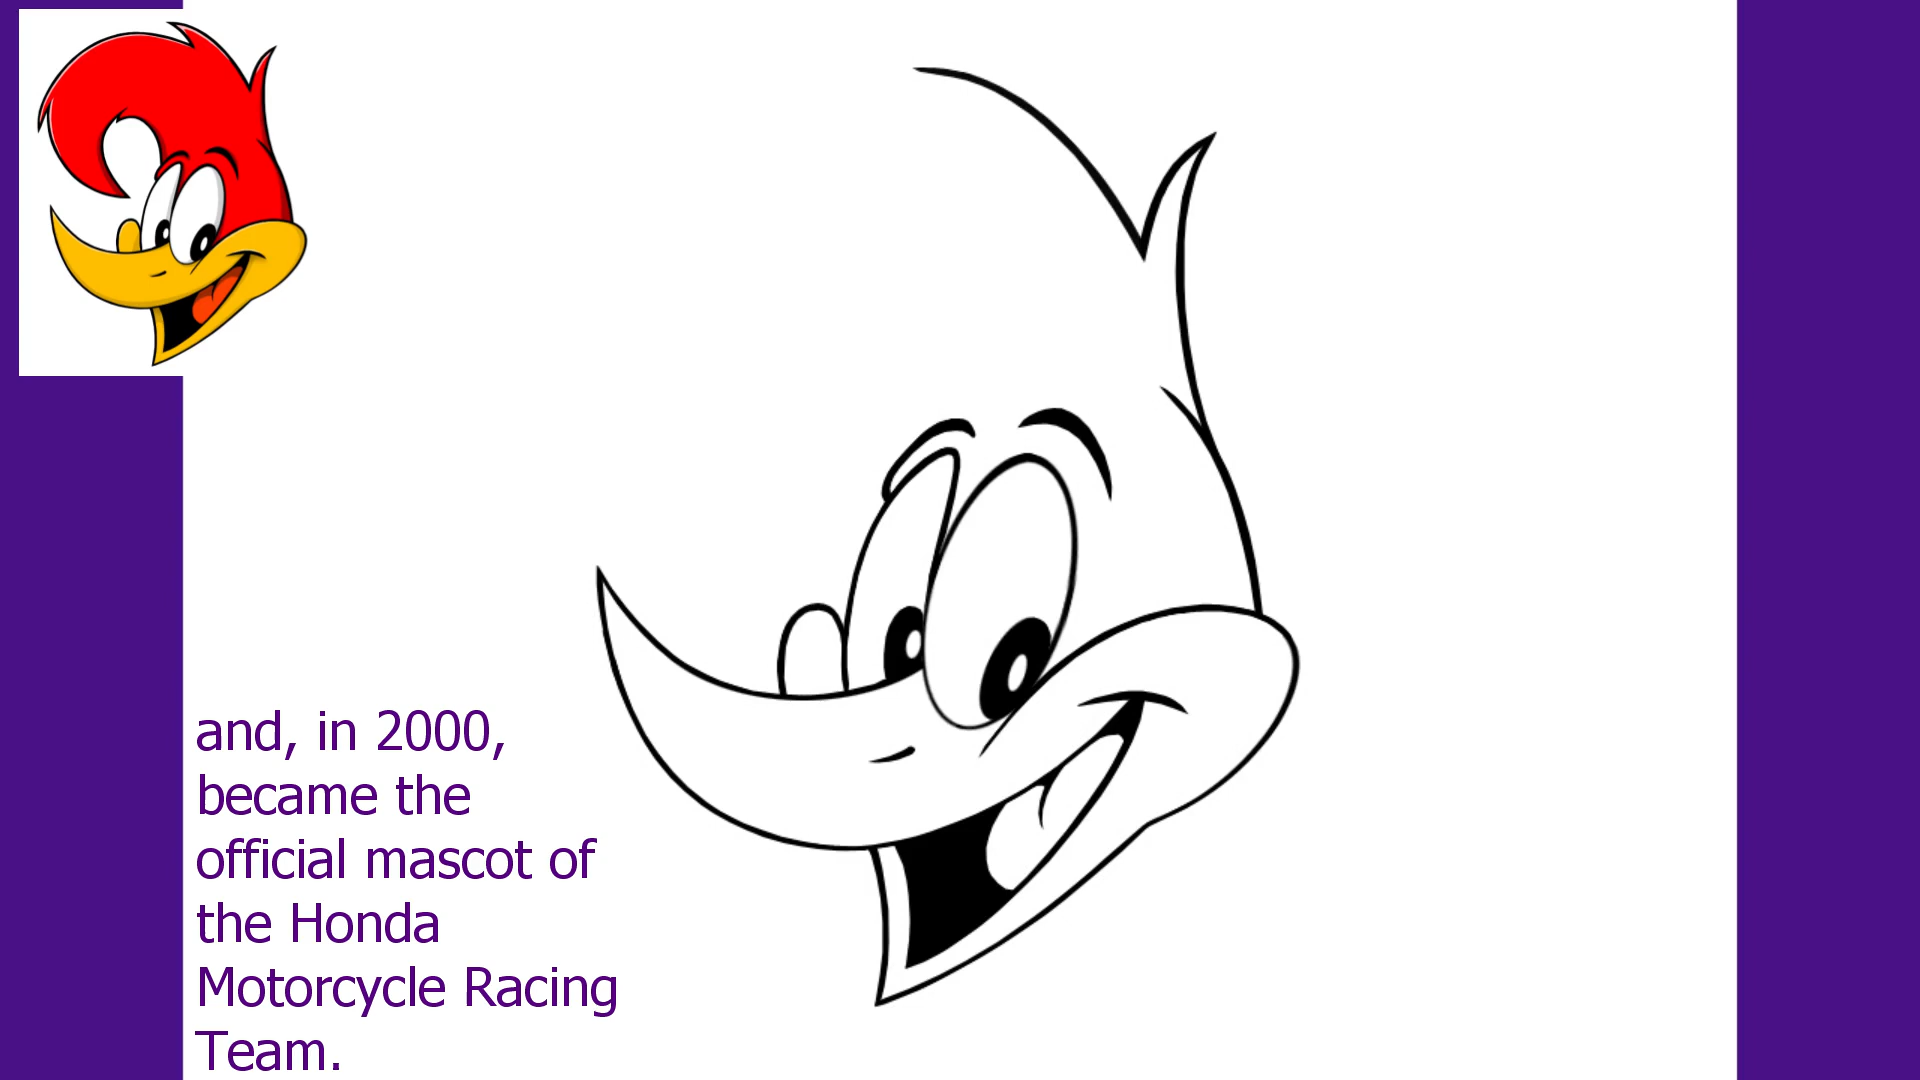 and, in 2000,
became the
official mascot of
the Honda
Motorcycle Racing
Team.